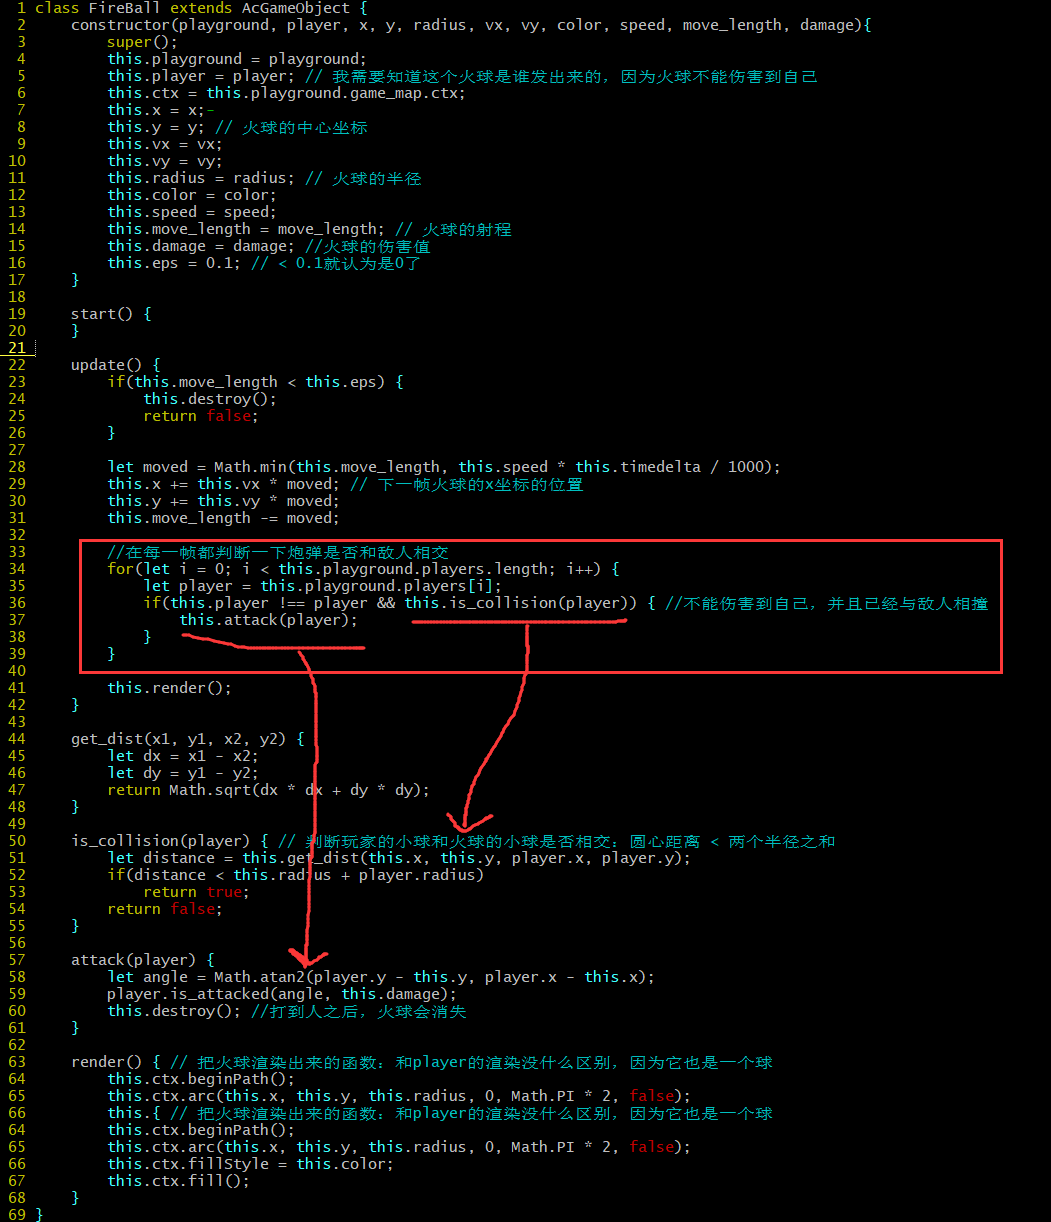 1 class FireBall extends AcGameObject {
2     constructor(playground, player, x, y, radius, vx, vy, color, speed, move_length, damage){
3         super();
4         this.playground = playground;
5         this.player = player; // 我需要知道这个火球是谁发出来的，因为火球不能伤害到自己
6         this.ctx = this.playground.game_map.ctx;
7         this.x = x;-
8         this.y = y; // 火球的中心坐标
9         this.vx = vx;
10         this.vy = vy;
11         this.radius = radius; // 火球的半径
12         this.color = color;
13         this.speed = speed;
14         this.move_length = move_length; // 火球的射程
15         this.damage = damage; //火球的伤害值
16         this.eps = 0.1; // < 0.1就认为是0了
17     }
18
19     start() {
20     }
21
22     update() {
23         if(this.move_length < this.eps) {
24             this.destroy();
25             return false;
26         }
27
28         let moved = Math.min(this.move_length, this.speed * this.timedelta / 1000);
29         this.x += this.vx * moved; // 下一帧火球的x坐标的位置
30         this.y += this.vy * moved;
31         this.move_length -= moved;
32
33         //在每一帧都判断一下炮弹是否和敌人相交
34         for(let i = 0; i < this.playground.players.length; i++) {
35             let player = this.playground.players[i];
36             if(this.player !== player && this.is_collision(player)) { //不能伤害到自己，并且已经与敌人相撞
37                 this.attack(player);
38             }
39         }
40
41         this.render();
42     }
43
44     get_dist(x1, y1, x2, y2) {
45         let dx = x1 - x2;
46         let dy = y1 - y2;
47         return Math.sqrt(dx * dx + dy * dy);
48     }
49
50     is_collision(player) { // 判断玩家的小球和火球的小球是否相交：圆心距离 < 两个半径之和
51         let distance = this.get_dist(this.x, this.y, player.x, player.y);
52         if(distance < this.radius + player.radius)
53             return true;
54         return false;
55     }
56
57     attack(player) {
58         let angle = Math.atan2(player.y - this.y, player.x - this.x);
59         player.is_attacked(angle, this.damage);
60         this.destroy(); //打到人之后，火球会消失
61     }
62
63     render() { // 把火球渲染出来的函数：和player的渲染没什么区别，因为它也是一个球
64         this.ctx.beginPath();
65         this.ctx.arc(this.x, this.y, this.radius, 0, Math.PI * 2, false);
66         this.{ // 把火球渲染出来的函数：和player的渲染没什么区别，因为它也是一个球
64         this.ctx.beginPath();
65         this.ctx.arc(this.x, this.y, this.radius, 0, Math.PI * 2, false);
66         this.ctx.fillStyle = this.color;
67         this.ctx.fill();
68     }
69 }